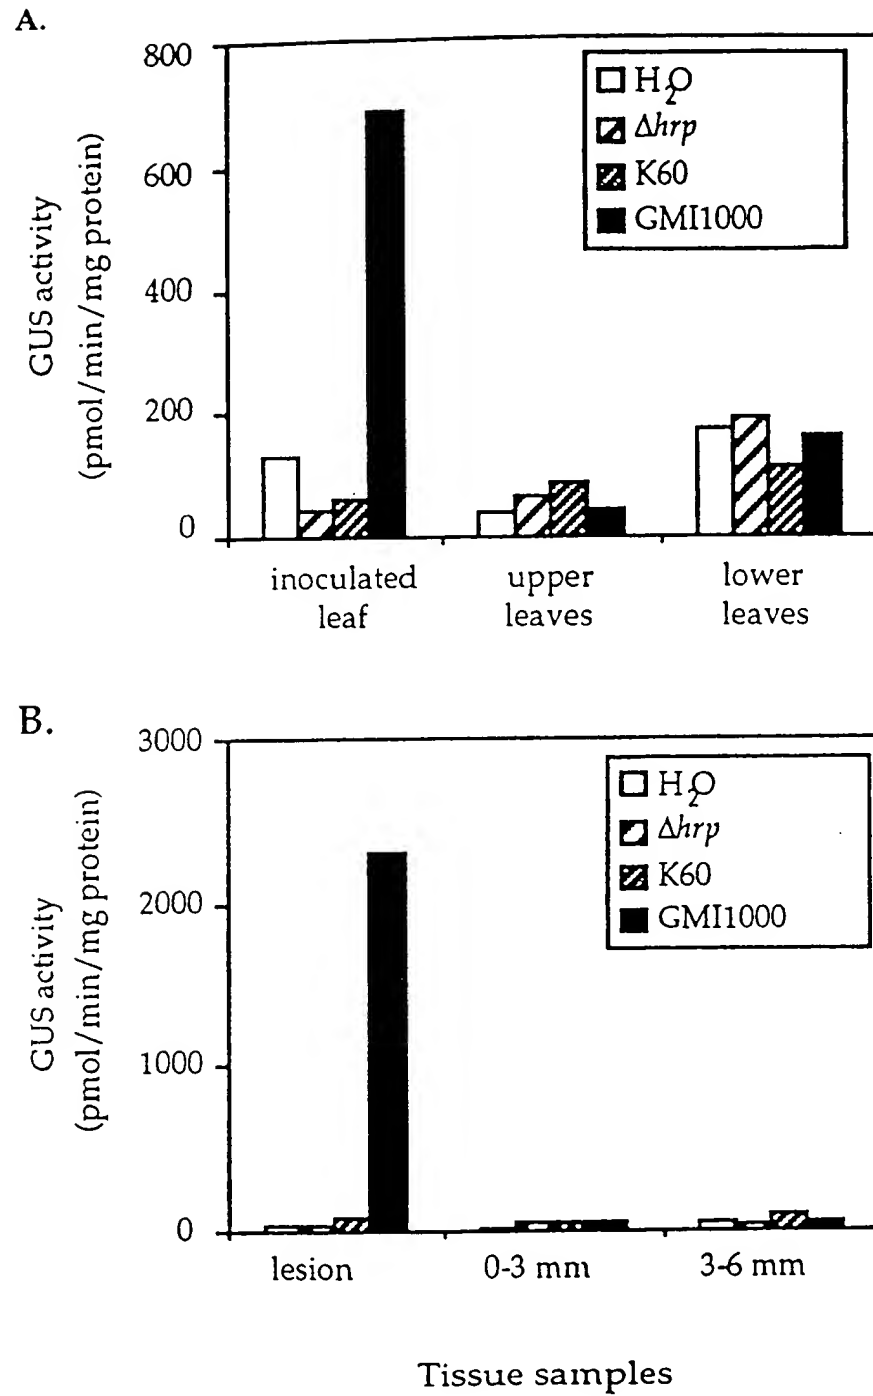 A.
GUS activity
(pmol/min/mg protein)
800
600
400
200
0
H2O
Δhrp
K60
GMI1000
inoculated
leaf
upper
leaves
lower
leaves
B.
GUS activity
(pmol/min/mg protein)
3000
2000
1000
0
H2O
Δhrp
K60
GMI1000
lesion
0-3 mm
3-6 mm
Tissue samples